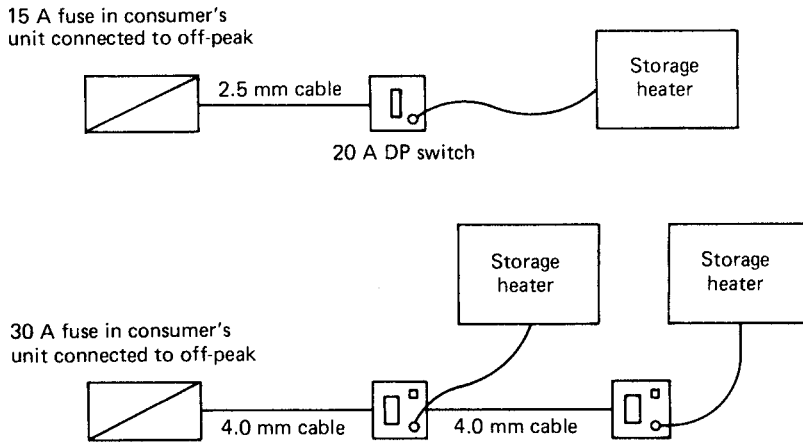 15 A fuse in consumer's
unit connected to off-peak
2.5 mm cable
20 A DP switch
Storage
heater
Storage
heater
Storage
heater
30 A fuse in consumer's
unit connected to off-peak
4.0 mm cable
4.0 mm cable